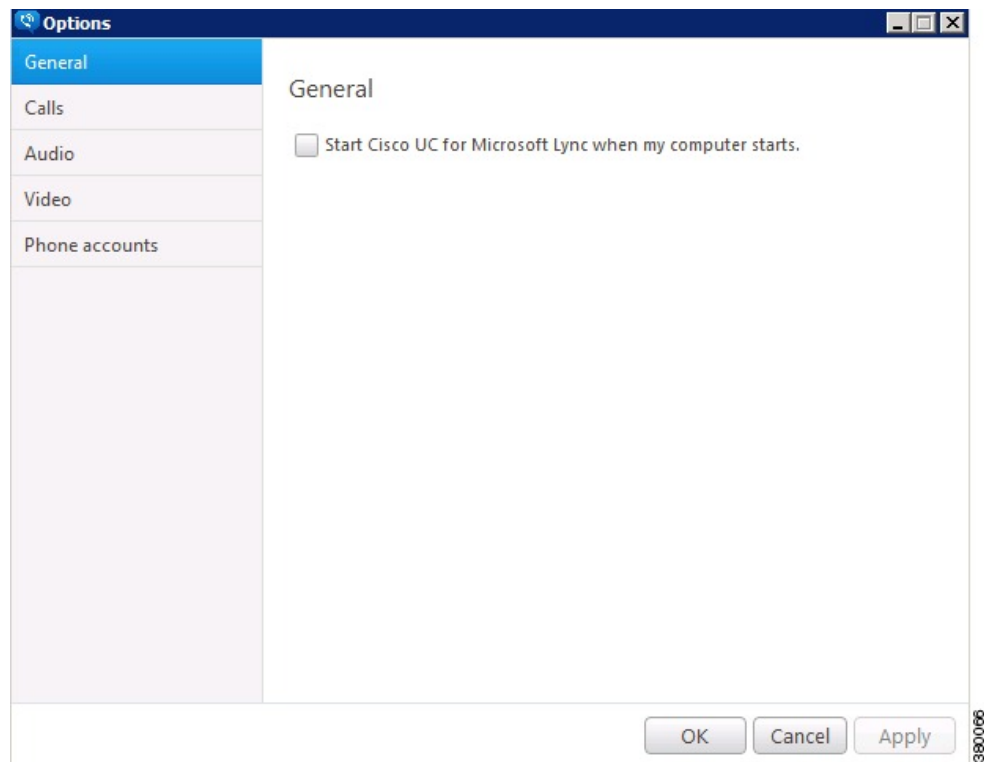 Options
General
Calls
Audio
Video
Phone accounts
General
Start Cisco UC for Microsoft Lync when my computer starts.
OK
Cancel
Apply
380066